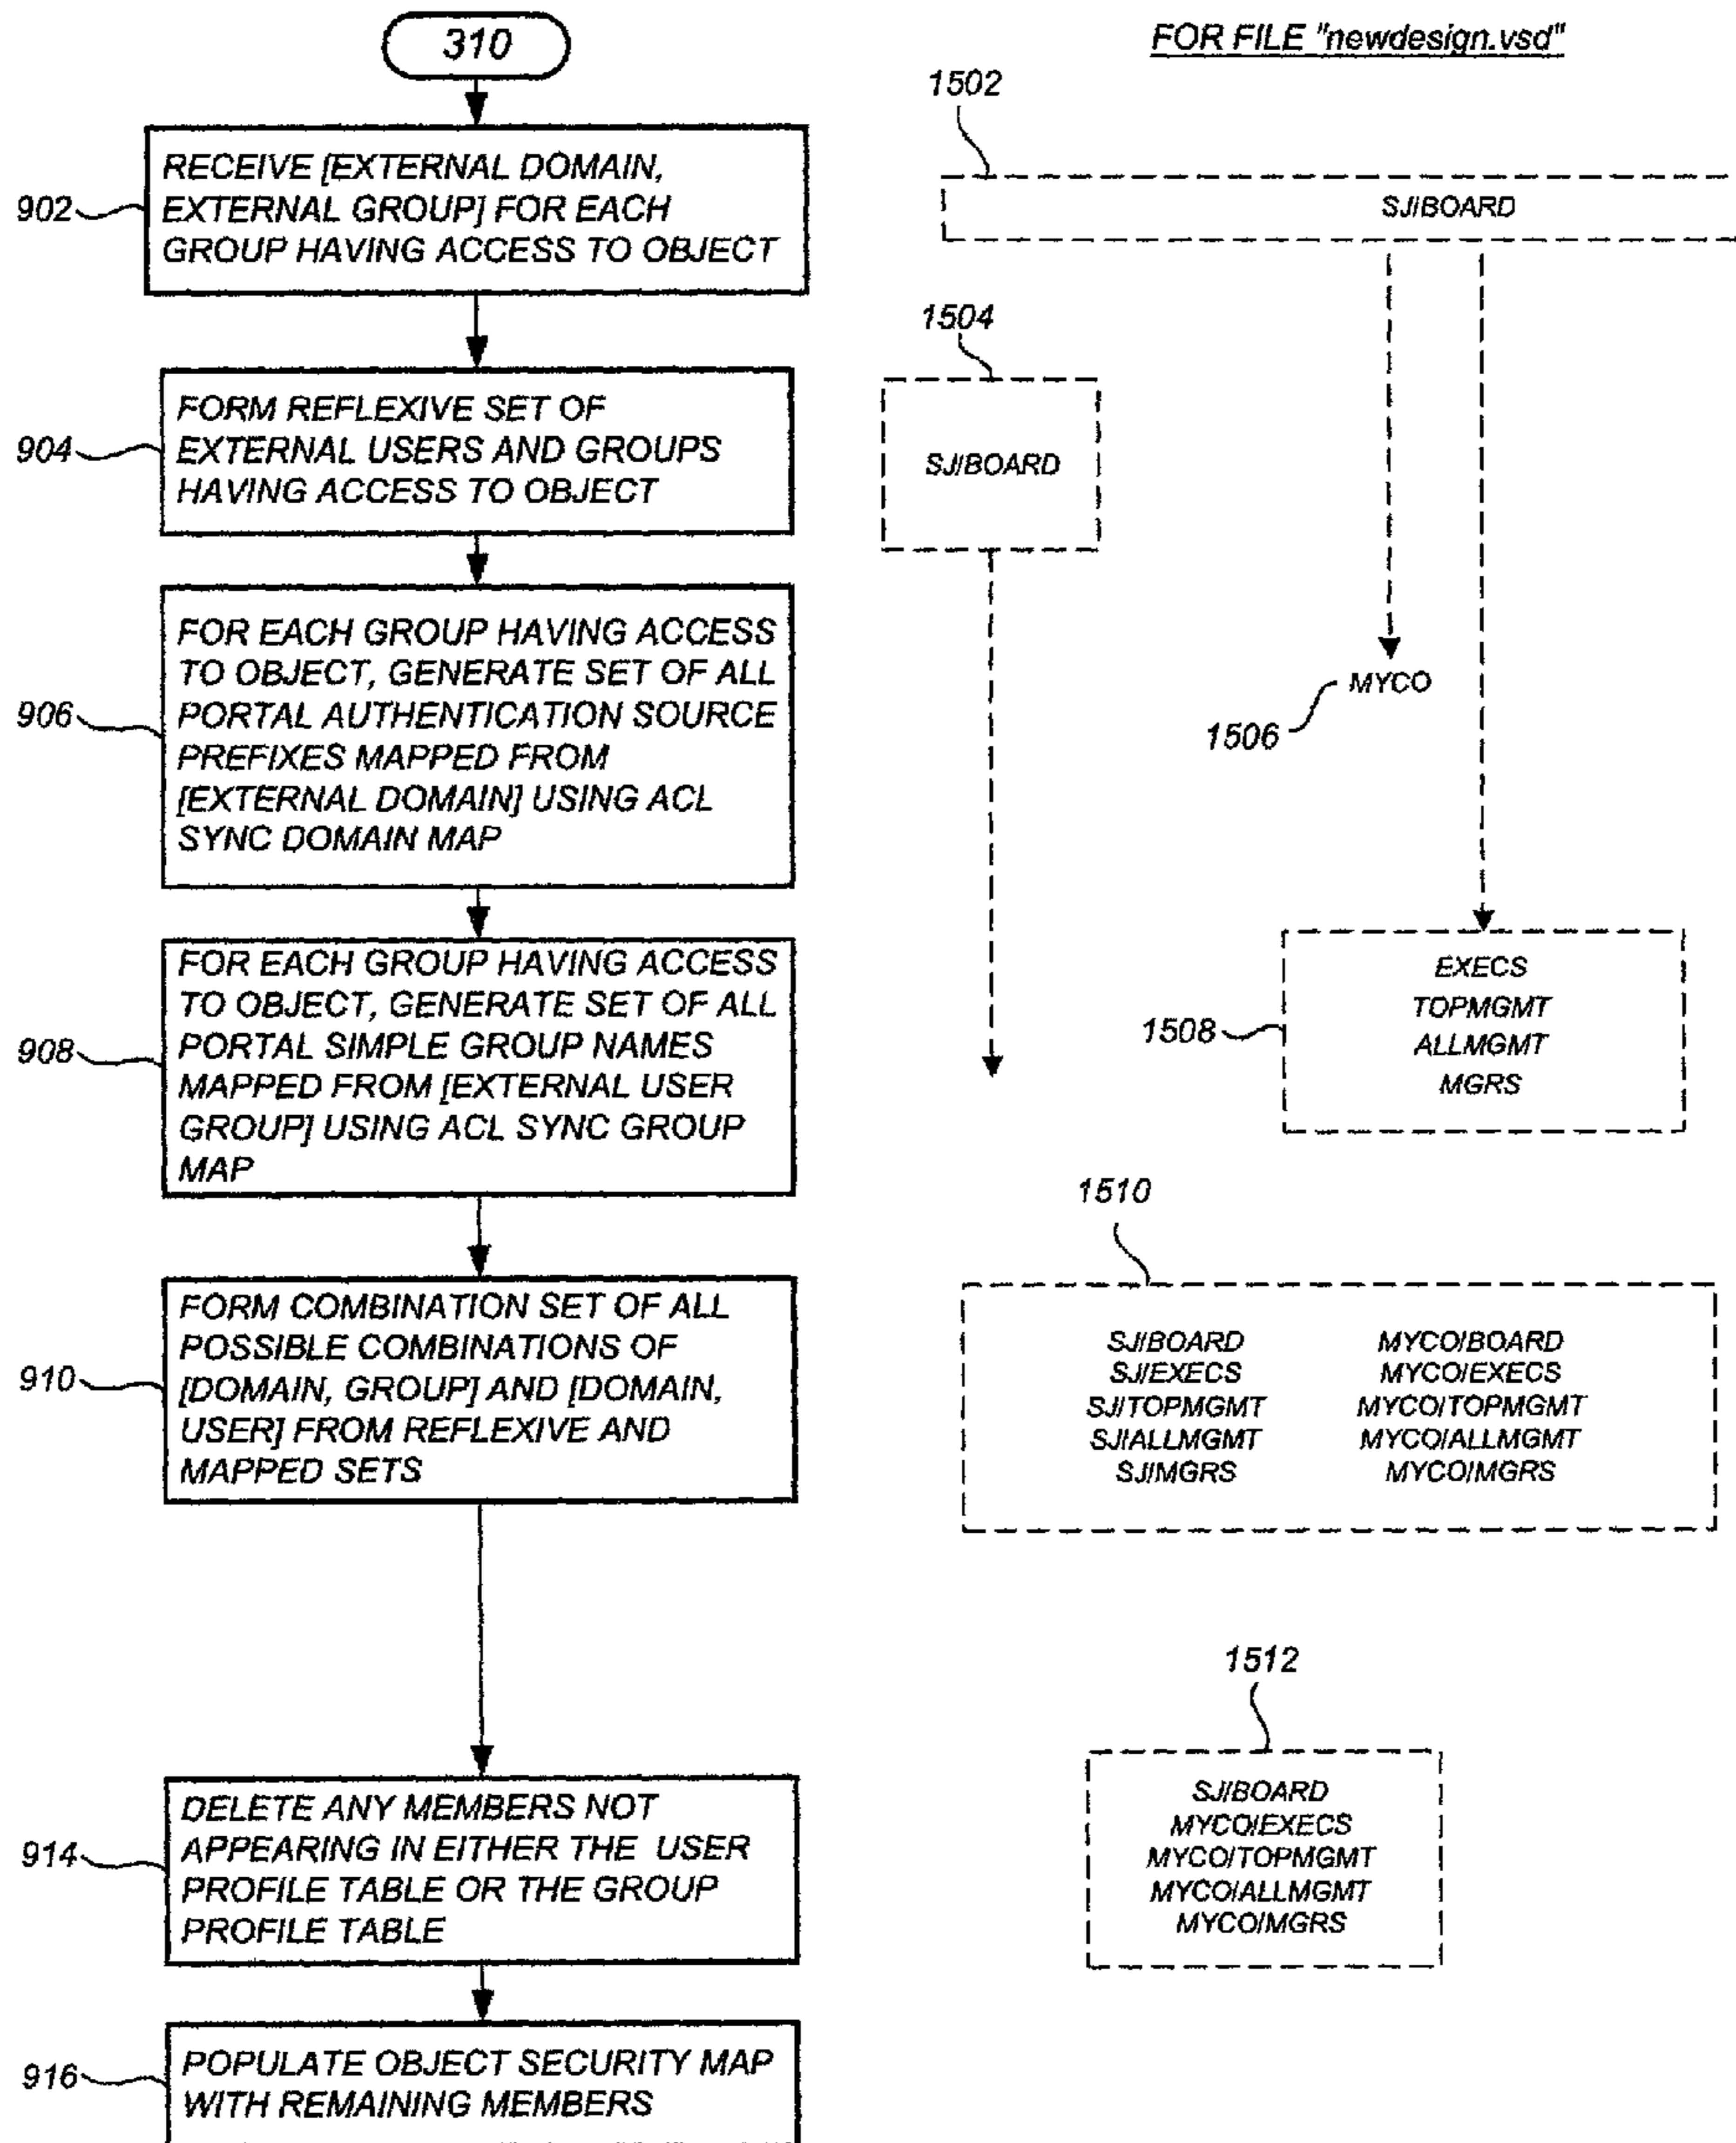 310
FOR FILE "newdesign.vsd"
1502
902
RECEIVE [EXTERNAL DOMAIN,
EXTERNAL GROUP] FOR EACH
GROUP HAVING ACCESS TO OBJECT
SJ/BOARD
1504
904
FORM REFLEXIVE SET OF
EXTERNAL USERS AND GROUPS
HAVING ACCESS TO OBJECT
SJ/BOARD
906
FOR EACH GROUP HAVING ACCESS
TO OBJECT, GENERATE SET OF ALL
PORTAL AUTHENTICATION SOURCE
PREFIXES MAPPED FROM
[EXTERNAL DOMAIN] USING ACL
SYNC DOMAIN MAP
MYCO
1506
908
FOR EACH GROUP HAVING ACCESS
TO OBJECT, GENERATE SET OF ALL
PORTAL SIMPLE GROUP NAMES
MAPPED FROM [EXTERNAL USER
GROUP] USING ACL SYNC GROUP
MAP
1508
EXECS
TOPMGMT
ALLMGMT
MGRS
1510
910
FORM COMBINATION SET OF ALL
POSSIBLE COMBINATIONS OF
[DOMAIN, GROUP] AND [DOMAIN,
USER] FROM REFLEXIVE AND
MAPPED SETS
SJ/BOARD
SJ/EXECS
SJ/TOPMGMT
SJ/ALLMGMT
SJ/MGRS
MYCO/BOARD
MYCO/EXECS
MYCO/TOPMGMT
MYCO/ALLMGMT
MYCO/MGRS
1512
914
DELETE ANY MEMBERS NOT
APPEARING IN EITHER THE USER
PROFILE TABLE OR THE GROUP
PROFILE TABLE
SJ/BOARD
MYCO/EXECS
MYCO/TOPMGMT
MYCO/ALLMGMT
MYCO/MGRS
916
POPULATE OBJECT SECURITY MAP
WITH REMAINING MEMBERS